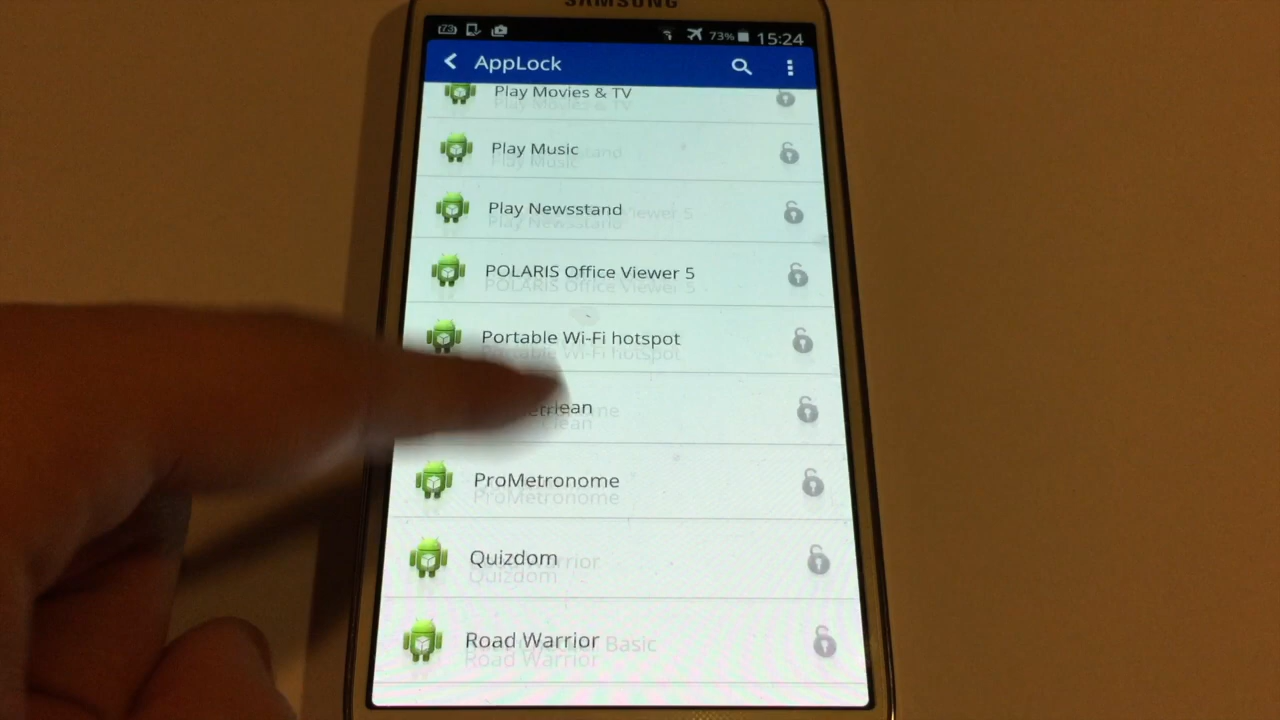 SAMSUNG
73
73%
15:24
AppLock
Play Movies & TV
Play Music
Play Newsstand
POLARIS Office Viewer 5
Portable Wi-Fi hotspot
ProMetronome
Quizdom
Road Warrior